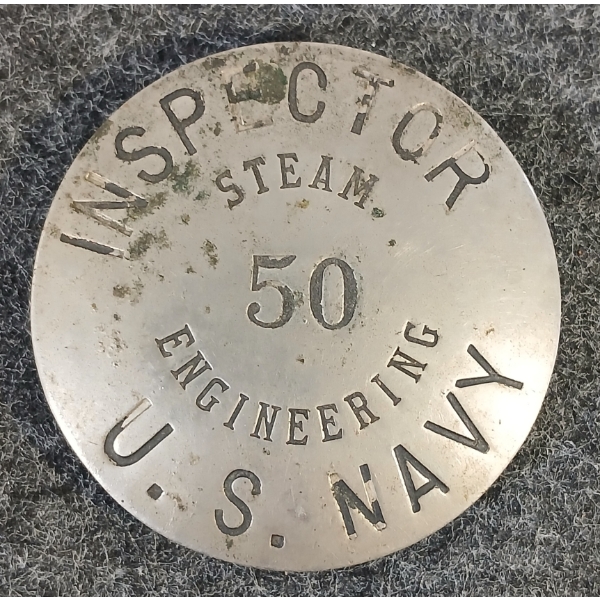 INSPECTOR
STEAM.
50
ENGINEERING
U.S. NAVY